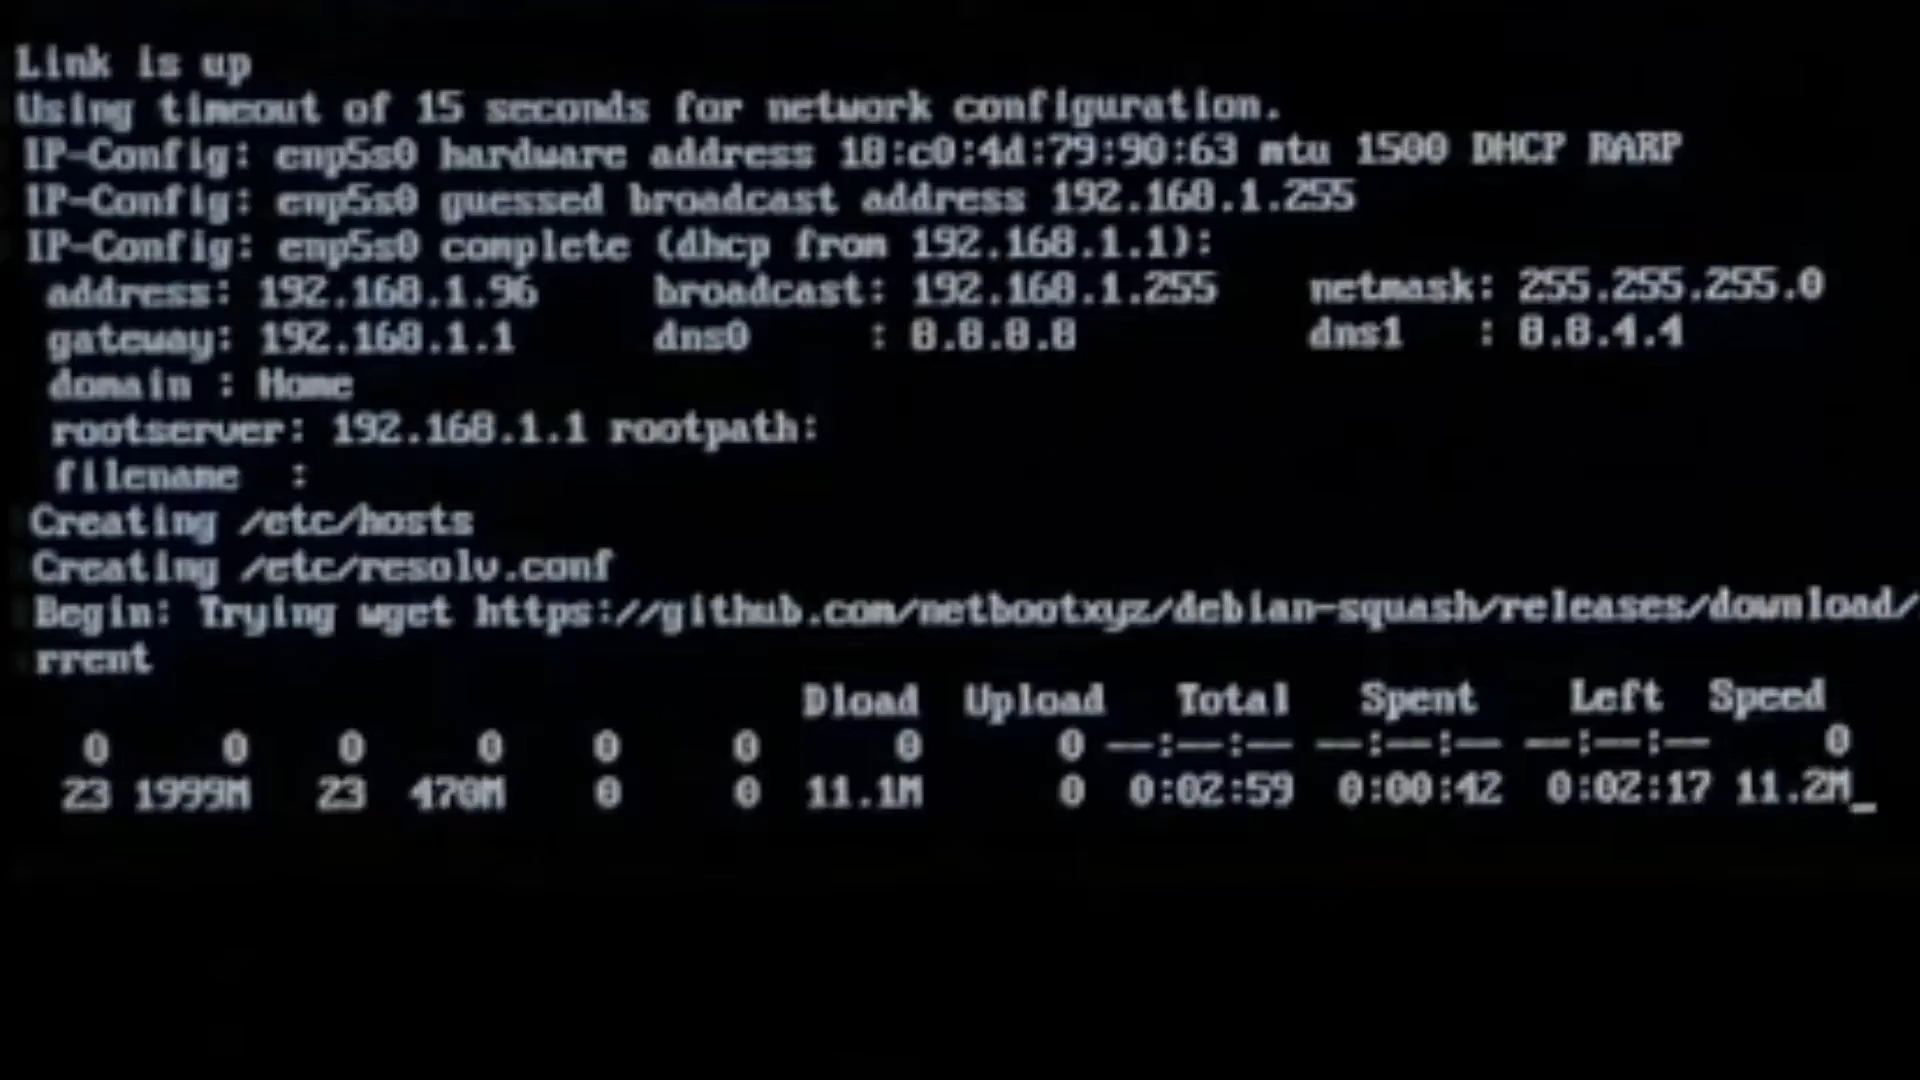 Link is up
Using timeout of 15 seconds for network configuration.
IP-Config: enp5s0 hardware address 18:c0:4d:79:90:63 mtu 1500 DHCP RARP
IP-Config: enp5s0 guessed broadcast address 192.168.1.255
IP-Config: enp5s0 complete (dhcp from 192.168.1.1):
address: 192.168.1.96 broadcast: 192.168.1.255 netmask: 255.255.255.0
gateway: 192.168.1.1 dns0 : 8.8.8.8 dns1 : 8.8.4.4
domain : Home
rootserver: 192.168.1.1 rootpath:
filename :
Creating /etc/hosts
Creating /etc/resolv.conf
Begin: Trying wget https://github.com/netbootxyz/debian-squash/releases/download/
rrent
Dload Upload Total Spent Left Speed
0 0 0 0 0 0 0 0 --:--:-- --:--:-- --:--:-- 0
23 1999M 23 470M 0 0 11.1M 0 0:02:59 0:00:42 0:02:17 11.2M_